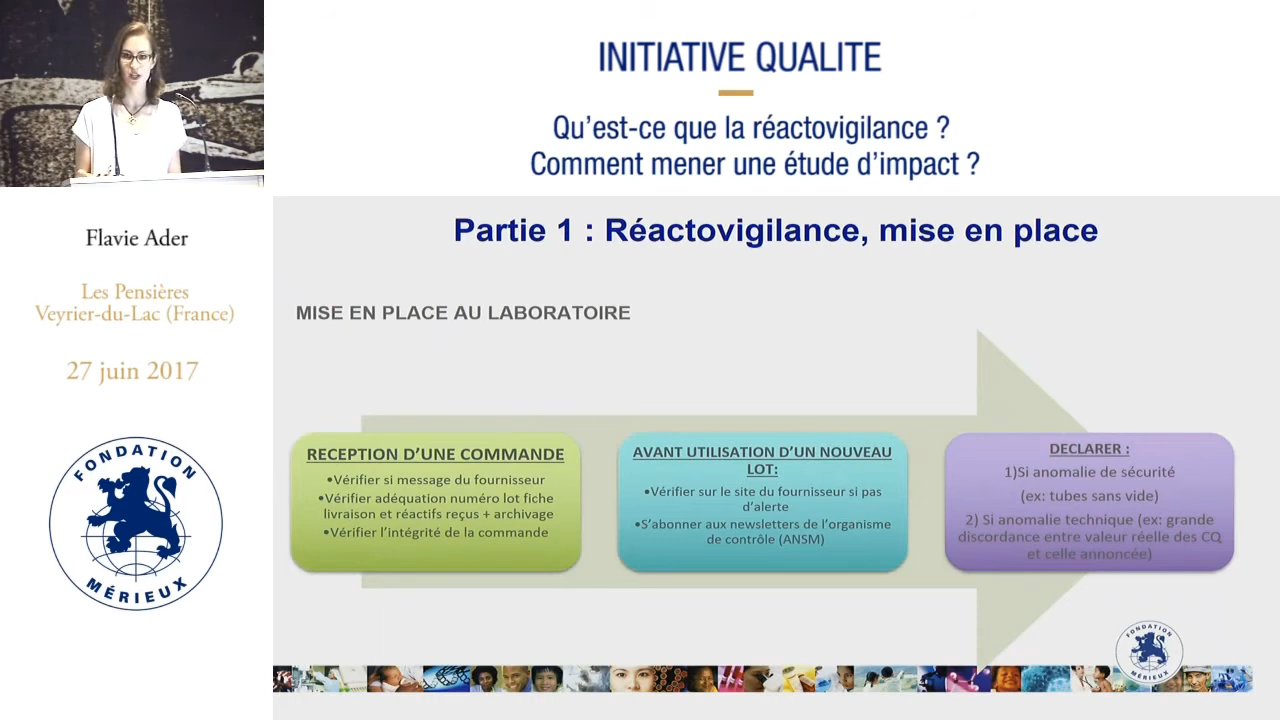 INITIATIVE QUALITE
Qu’est-ce que la réactovigilance ?
Comment mener une étude d’impact ?
Flavie Ader
Les Pensières
Veyrier-du-Lac (France)
27 juin 2017
FONDATION
MÉRIEUX
Partie 1 : Réactovigilance, mise en place
MISE EN PLACE AU LABORATOIRE
RECEPTION D’UNE COMMANDE
•Vérifier si message du fournisseur
•Vérifier adéquation numéro lot fiche
livraison et réactifs reçus + archivage
•Vérifier l’intégrité de la commande
AVANT UTILISATION D’UN NOUVEAU
LOT:
•Vérifier sur le site du fournisseur si pas
d’alerte
•S’abonner aux newsletters de l’organisme
de contrôle (ANSM)
DECLARER :
1)Si anomalie de sécurité
(ex: tubes sans vide)
2) Si anomalie technique (ex: grande
discordance entre valeur réelle des CQ
et celle annoncée)
FONDATION
MÉRIEUX